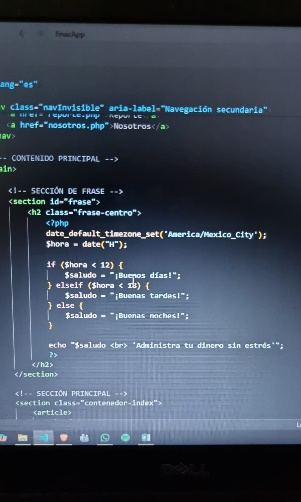 finacApp
ang="es"
v class="navInvisible" aria-label="Navegación secundaria"
<a href="reporte.php">Reporte</a>
<a href="nosotros.php">Nosotros</a>
nav>
-- CONTENIDO PRINCIPAL -->
ain>
<!-- SECCIÓN DE FRASE -->
<section id="frase">
<h2 class="frase-centro">
<?php
date_default_timezone_set('America/Mexico_City');
$hora = date("H");
if ($hora < 12) {
$saludo = "¡Buenos días!";
} elseif ($hora < 18) {
$saludo = "¡Buenas tardes!";
} else {
$saludo = "¡Buenas noches!";
}
echo "$saludo <br> 'Administra tu dinero sin estrés'";
?>
</h2>
</section>
<!-- SECCIÓN PRINCIPAL -->
<section class="contenedor-index">
<article>
DELL